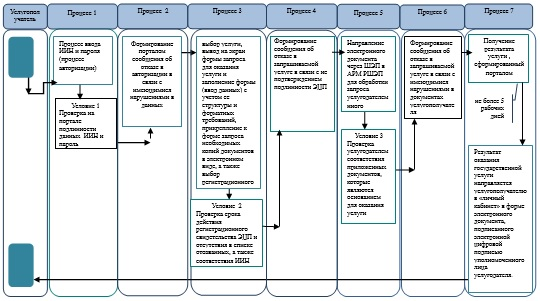 Услугопол
учатель
Процесс 1
Процесс 2
Процесс 3
Процесс 4
Процесс 5
Процесс 6
Процесс 7
Процесс ввода
ИИН и пароля
(процесс
авторизации)
Условие 1
Проверка на
портале
подлинности
данных ИИН и
пароль
Формирование
порталом
сообщения об
отказе в
авторизации в
связи с
имеющимися
нарушениями в
данных
выбор услуги,
вывод на экран
формы запроса
для оказания
услуги и
заполнение формы
(ввод данных) с
учетом ее
структуры и
форматных
требований,
прикрепление к
форме запроса
необходимых
копий документов
в электронном
виде, а также
выбор
регистрационного
Условие 2
Проверка срока
действия
регистрационного
свидетельства ЭЦП и
отсутствия в списке
отозванных, а также
соответствия ИИН
Формирование
сообщения об
отказе в
запрашиваемой
услуге в связи с не
подтверждением
подлинности ЭЦП
Направление
электронного
документа
через ШЭП в
АРМ РШЭП
для обработки
запроса
услугодателем
нного
Условие 3
Проверка
услугодателем
соответствия
приложенных
документов,
которые
являются
основанием для
оказания
услуги
Формирование
сообщения об
отказе в
запрашиваемой
услуге в связи с
имеющимися
нарушениями в
документах
услугополучате
ля
Получение
результата
услуги ,
сформированный
порталом
не более 5
рабочих
дней
Результат
оказания
государственной
услуги
направляется
услугополучателю
в «личный
кабинет» в форме
электронного
документа,
подписанного
электронной
цифровой
подписью
уполномоченного
лица
услугодателя.